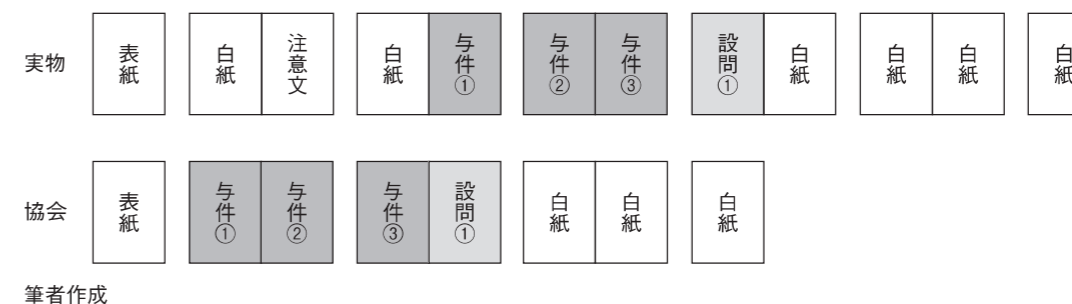 実物 表紙 白紙 注意文 白紙 与件① 与件② 与件③ 設問① 白紙 白紙 白紙 白紙
協会 表紙 与件① 与件② 与件③ 設問① 白紙 白紙 白紙
筆者作成